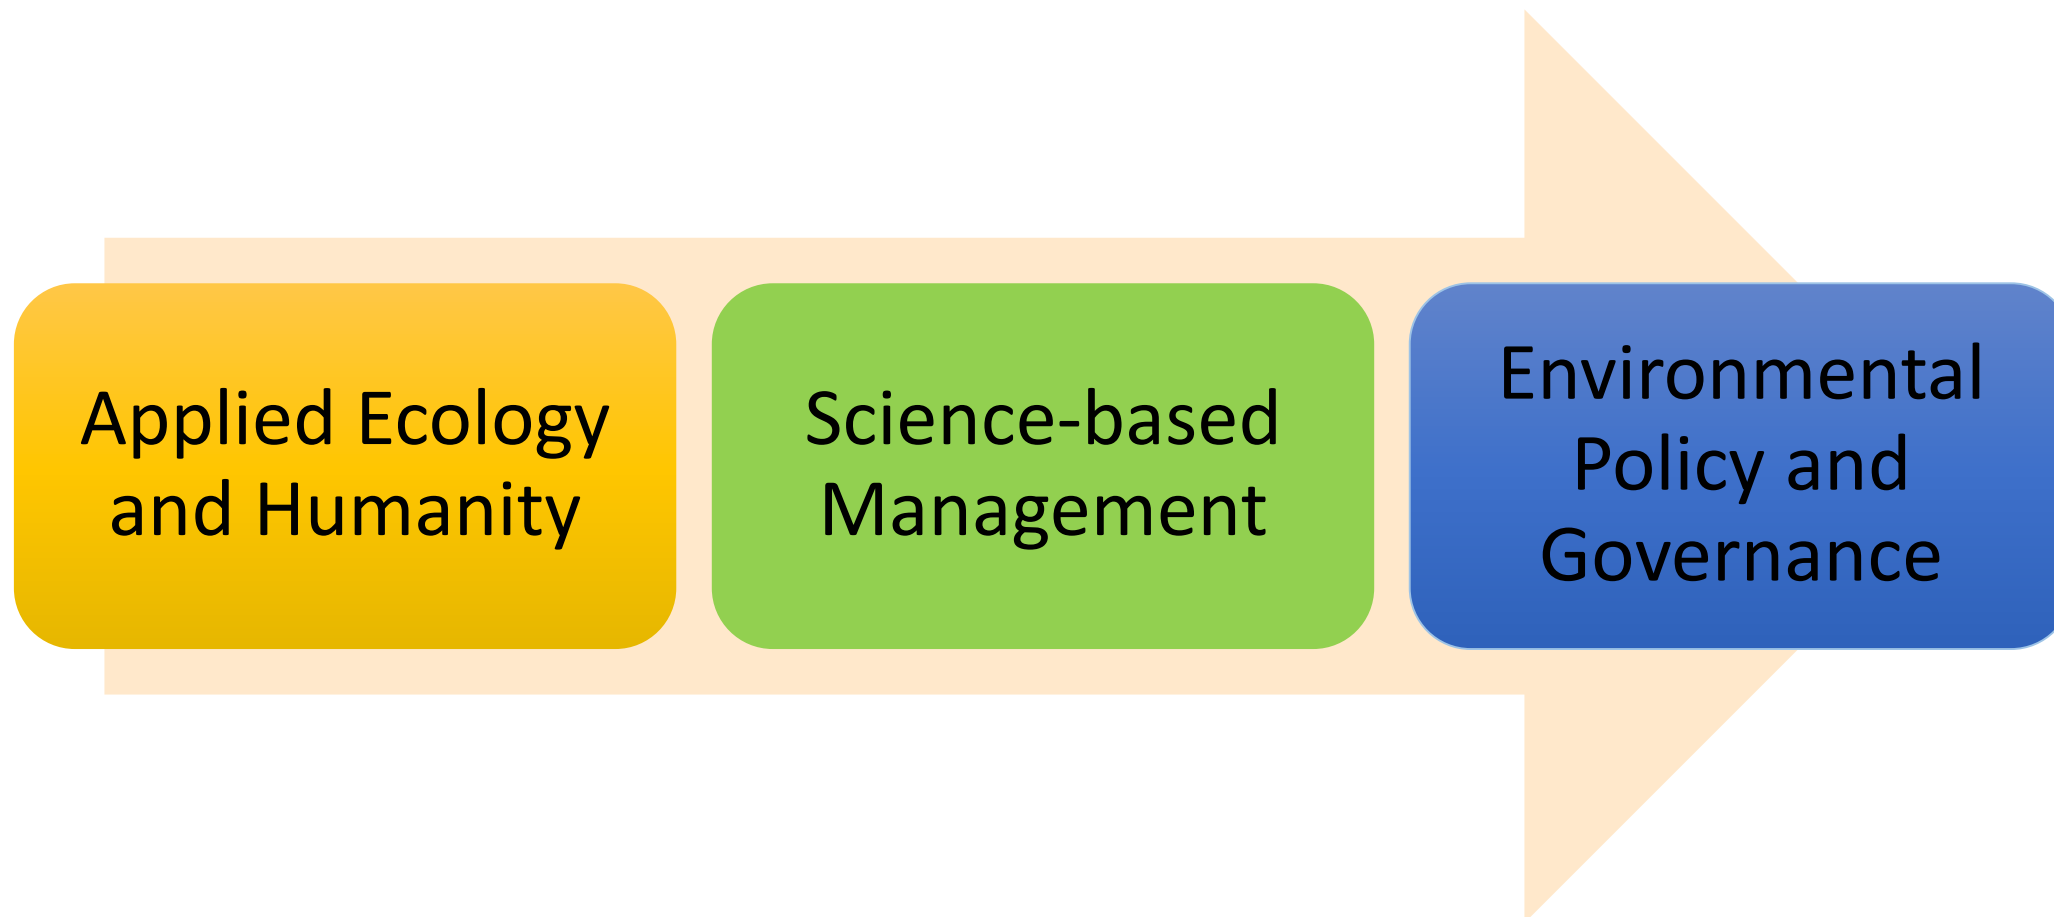 Applied Ecology
and Humanity
Science-based
Management
Environmental
Policy and
Governance